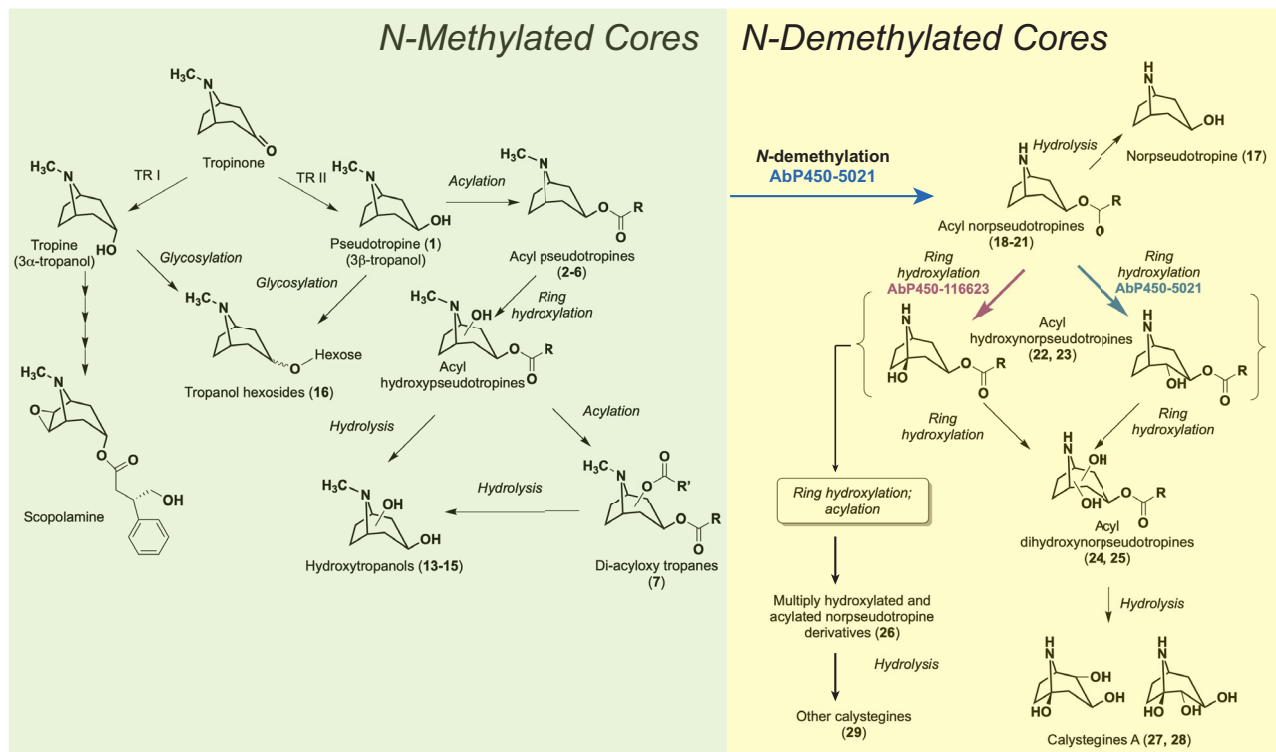 N-Methylated Cores
N-Demethylated Cores
H₃C
N
O
Tropinone
TR I
TR II
H₃C
N
HO
Tropine
(3α-tropanol)
H₃C
N
OH
Pseudotropine (1)
(3β-tropanol)
Acylation
H₃C
N
O
R
O
Acyl pseudotropines
(2-6)
Glycosylation
Glycosylation
Hexose
H₃C
N
O
Tropanol hexosides (16)
Ring
hydroxylation
H₃C
N
OH
O
R
O
Acyl
hydroxypseudotropines
H₃C
N
O
O
O
OH
Scopolamine
Hydrolysis
Acylation
H₃C
N
OH
OH
Hydroxytropanols (13-15)
Hydrolysis
O
H₃C
N
O
R'
O
R
O
Di-acyloxy tropanes
(7)
N-demethylation
AbP450-5021
H
N
OH
Norpseudotropine (17)
Hydrolysis
H
N
O
R
O
Acyl norpseudotropines
(18-21)
Ring
hydroxylation
AbP450-116623
Ring
hydroxylation
AbP450-5021
H
N
HO
O
R
O
Acyl
hydroxynorpseudotropines
(22, 23)
H
N
OH
O
R
O
Ring
hydroxylation
Ring
hydroxylation
H
N
OH
OH
O
R
O
Acyl
dihydroxynorpseudotropines
(24, 25)
Ring hydroxylation;
acylation
Multiply hydroxylated and
acylated norpseudotropine
derivatives (26)
Hydrolysis
Other calystegines
(29)
Hydrolysis
H
N
OH
OH
HO
H
N
OH
HO
OH
Calystegines A (27, 28)